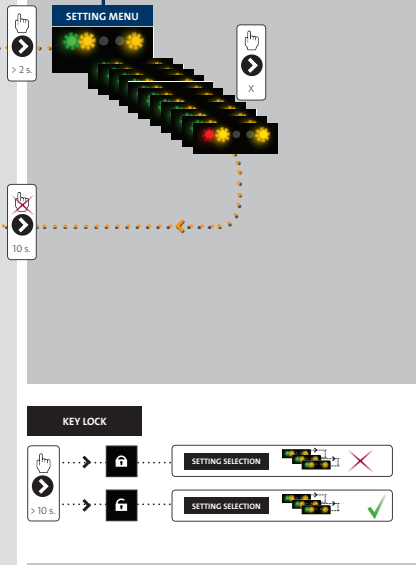 SETTING MENU
> 2 s.
X
10 s.
KEY LOCK
> 10 s.
SETTING SELECTION
SETTING SELECTION